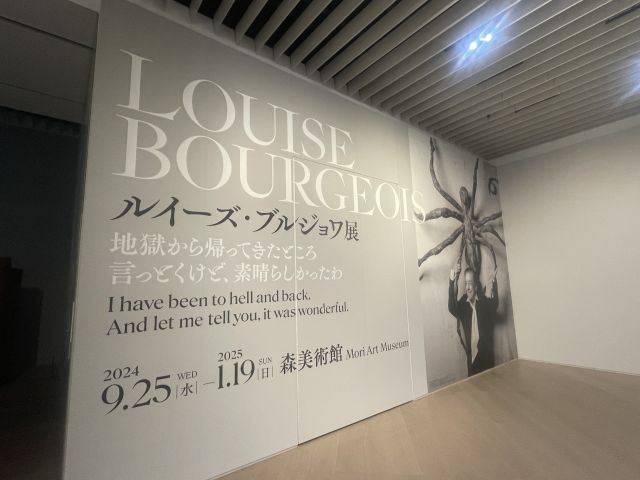 LOUISE
BOURGEOIS
ルイーズ・ブルジョワ展
地獄から帰ってきたところ
言っとくけど、素晴らしかったわ
I have been to hell and back.
And let me tell you, it was wonderful.
2024 9.25 WED |水| — 2025 1.19 SUN |日| 森美術館 Mori Art Museum